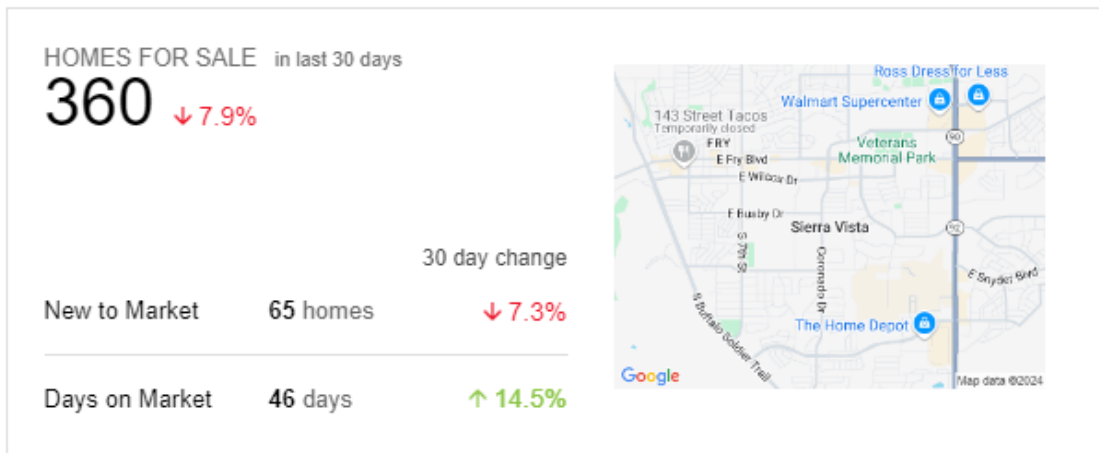 HOMES FOR SALE in last 30 days
360 ↓ 7.9%
30 day change
New to Market 65 homes ↓ 7.3%
Days on Market 46 days ↑ 14.5%
Ross Dress for Less
Walmart Supercenter
143 Street Tacos
Temporarily closed
90
FRY
Veterans
Memorial Park
E Fry Blvd
E Wilcox Dr
E Busby Dr
Sierra Vista
92
S 7th St
Coronado Dr
E Snyder Blvd
S Buffalo Soldier Trail
The Home Depot
Google
Map data ©2024